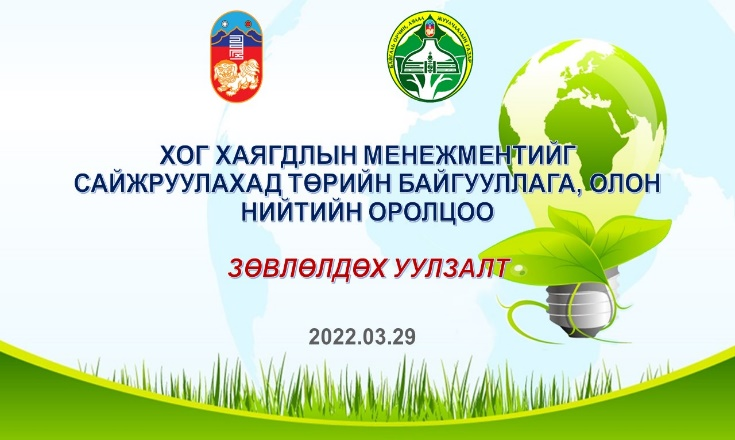 ХОГ ХАЯГДЛЫН МЕНЕЖМЕНТИЙГ
САЙЖРУУЛАХАД ТӨРИЙН БАЙГУУЛЛАГА, ОЛОН
НИЙТИЙН ОРОЛЦОО
ЗӨВЛӨЛДӨХ УУЛЗАЛТ
2022.03.29